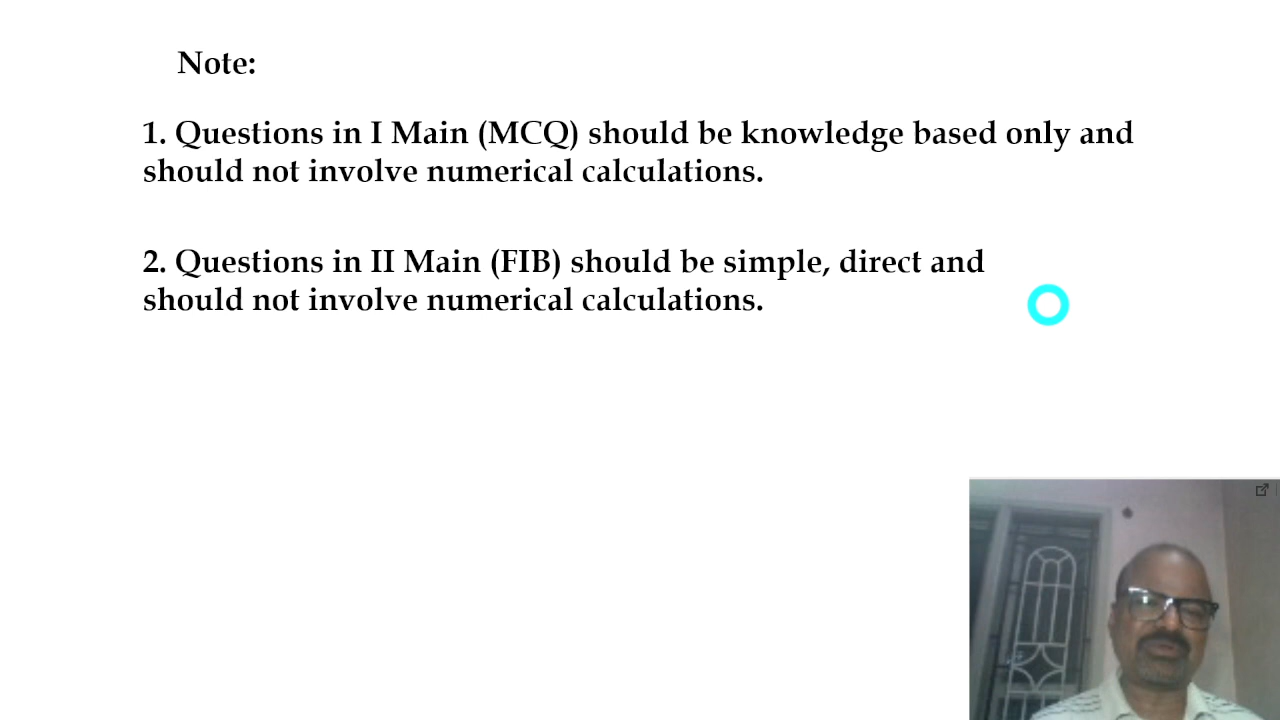 Note:
1. Questions in I Main (MCQ) should be knowledge based only and
should not involve numerical calculations.
2. Questions in II Main (FIB) should be simple, direct and
should not involve numerical calculations.